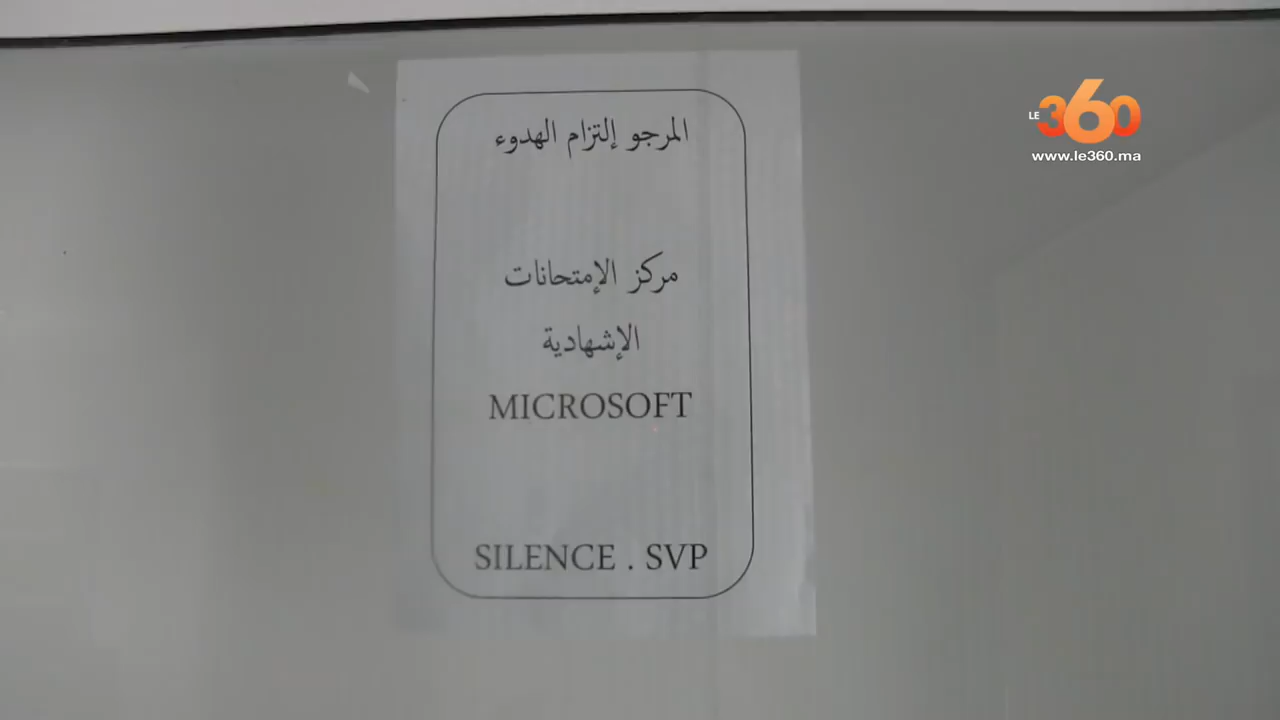 المرجو إلتزام الهدوء
مركز الإمتحانات
الإشهادية
MICROSOFT
SILENCE . SVP
LE 360
www.le360.ma